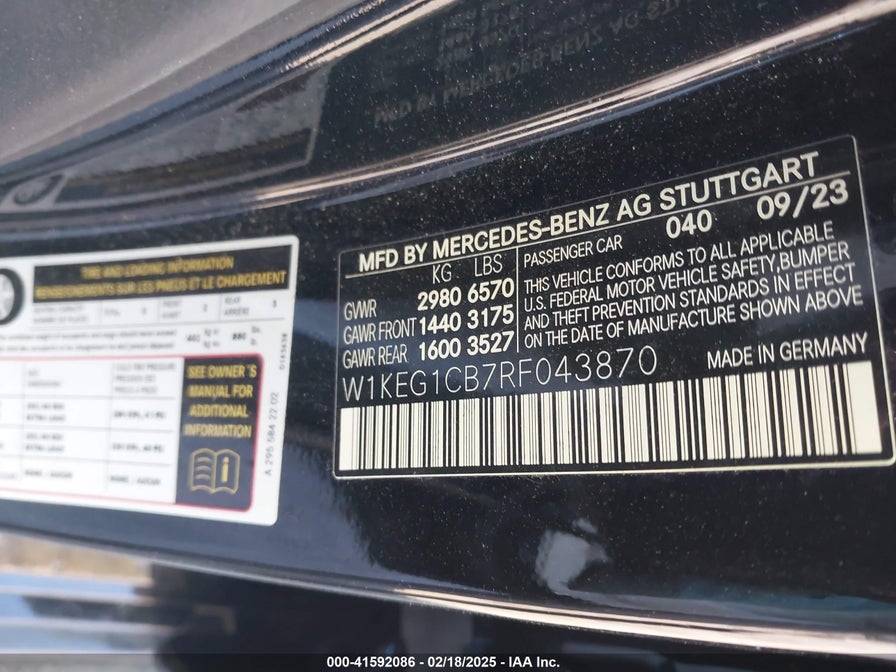 MFD BY MERCEDES-BENZ AG STUTTGART
KG LBS
GVWR 2980 6570
GAWR FRONT 1440 3175
GAWR REAR 1600 3527
PASSENGER CAR 040 09/23
THIS VEHICLE CONFORMS TO ALL APPLICABLE
U.S. FEDERAL MOTOR VEHICLE SAFETY, BUMPER
AND THEFT PREVENTION STANDARDS IN EFFECT
ON THE DATE OF MANUFACTURE SHOWN ABOVE
W1KEG1CB7RF043870
MADE IN GERMANY
TIRE AND LOADING INFORMATION
RENSEIGNEMENTS SUR LES PNEUS ET LE CHARGEMENT
SEE OWNER'S
MANUAL FOR
ADDITIONAL
INFORMATION
A 295 584 22 02
000-41592086 - 02/18/2025 - IAA Inc.